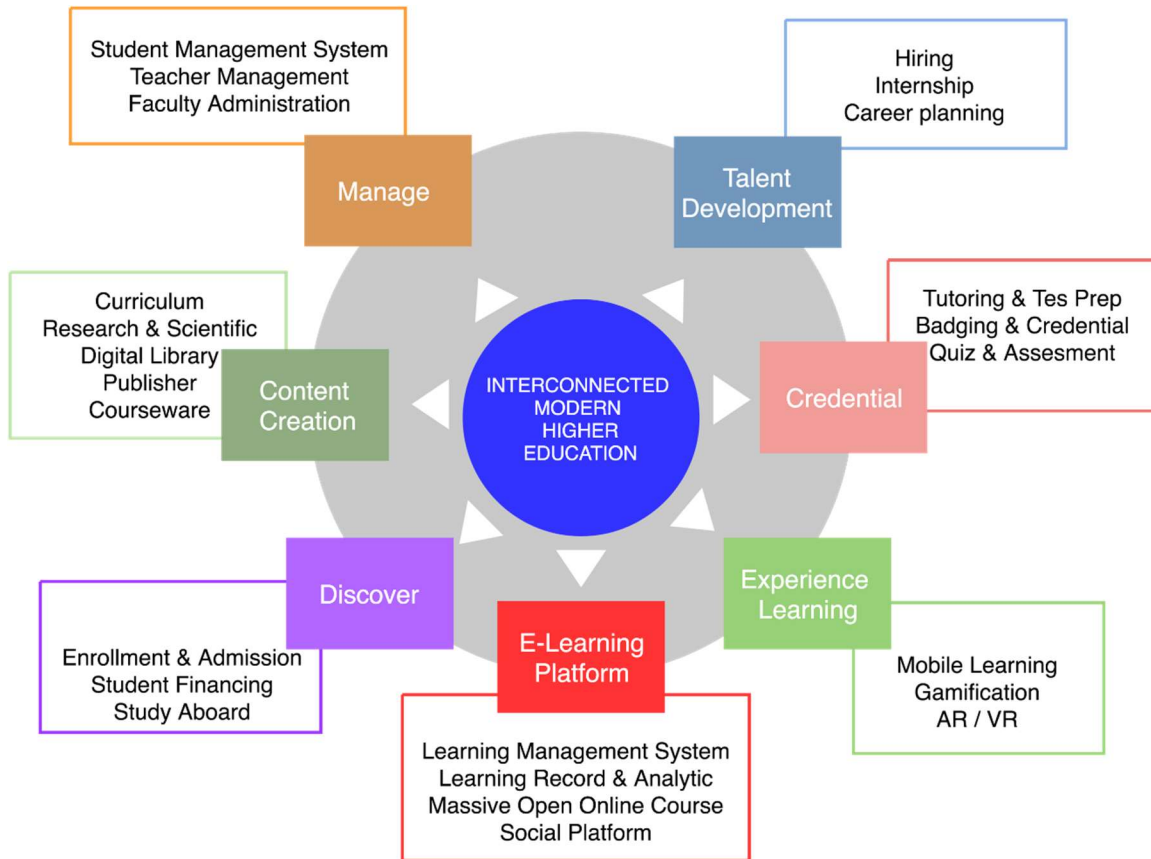 Student Management System
Teacher Management
Faculty Administration
Manage
Hiring
Internship
Career planning
Talent
Development
Curriculum
Research & Scientific
Digital Library
Publisher
Courseware
Content
Creation
INTERCONNECTED
MODERN
HIGHER
EDUCATION
Tutoring & Tes Prep
Badging & Credential
Quiz & Assesment
Credential
Discover
Enrollment & Admission
Student Financing
Study Aboard
E-Learning
Platform
Learning Management System
Learning Record & Analytic
Massive Open Online Course
Social Platform
Experience
Learning
Mobile Learning
Gamification
AR / VR